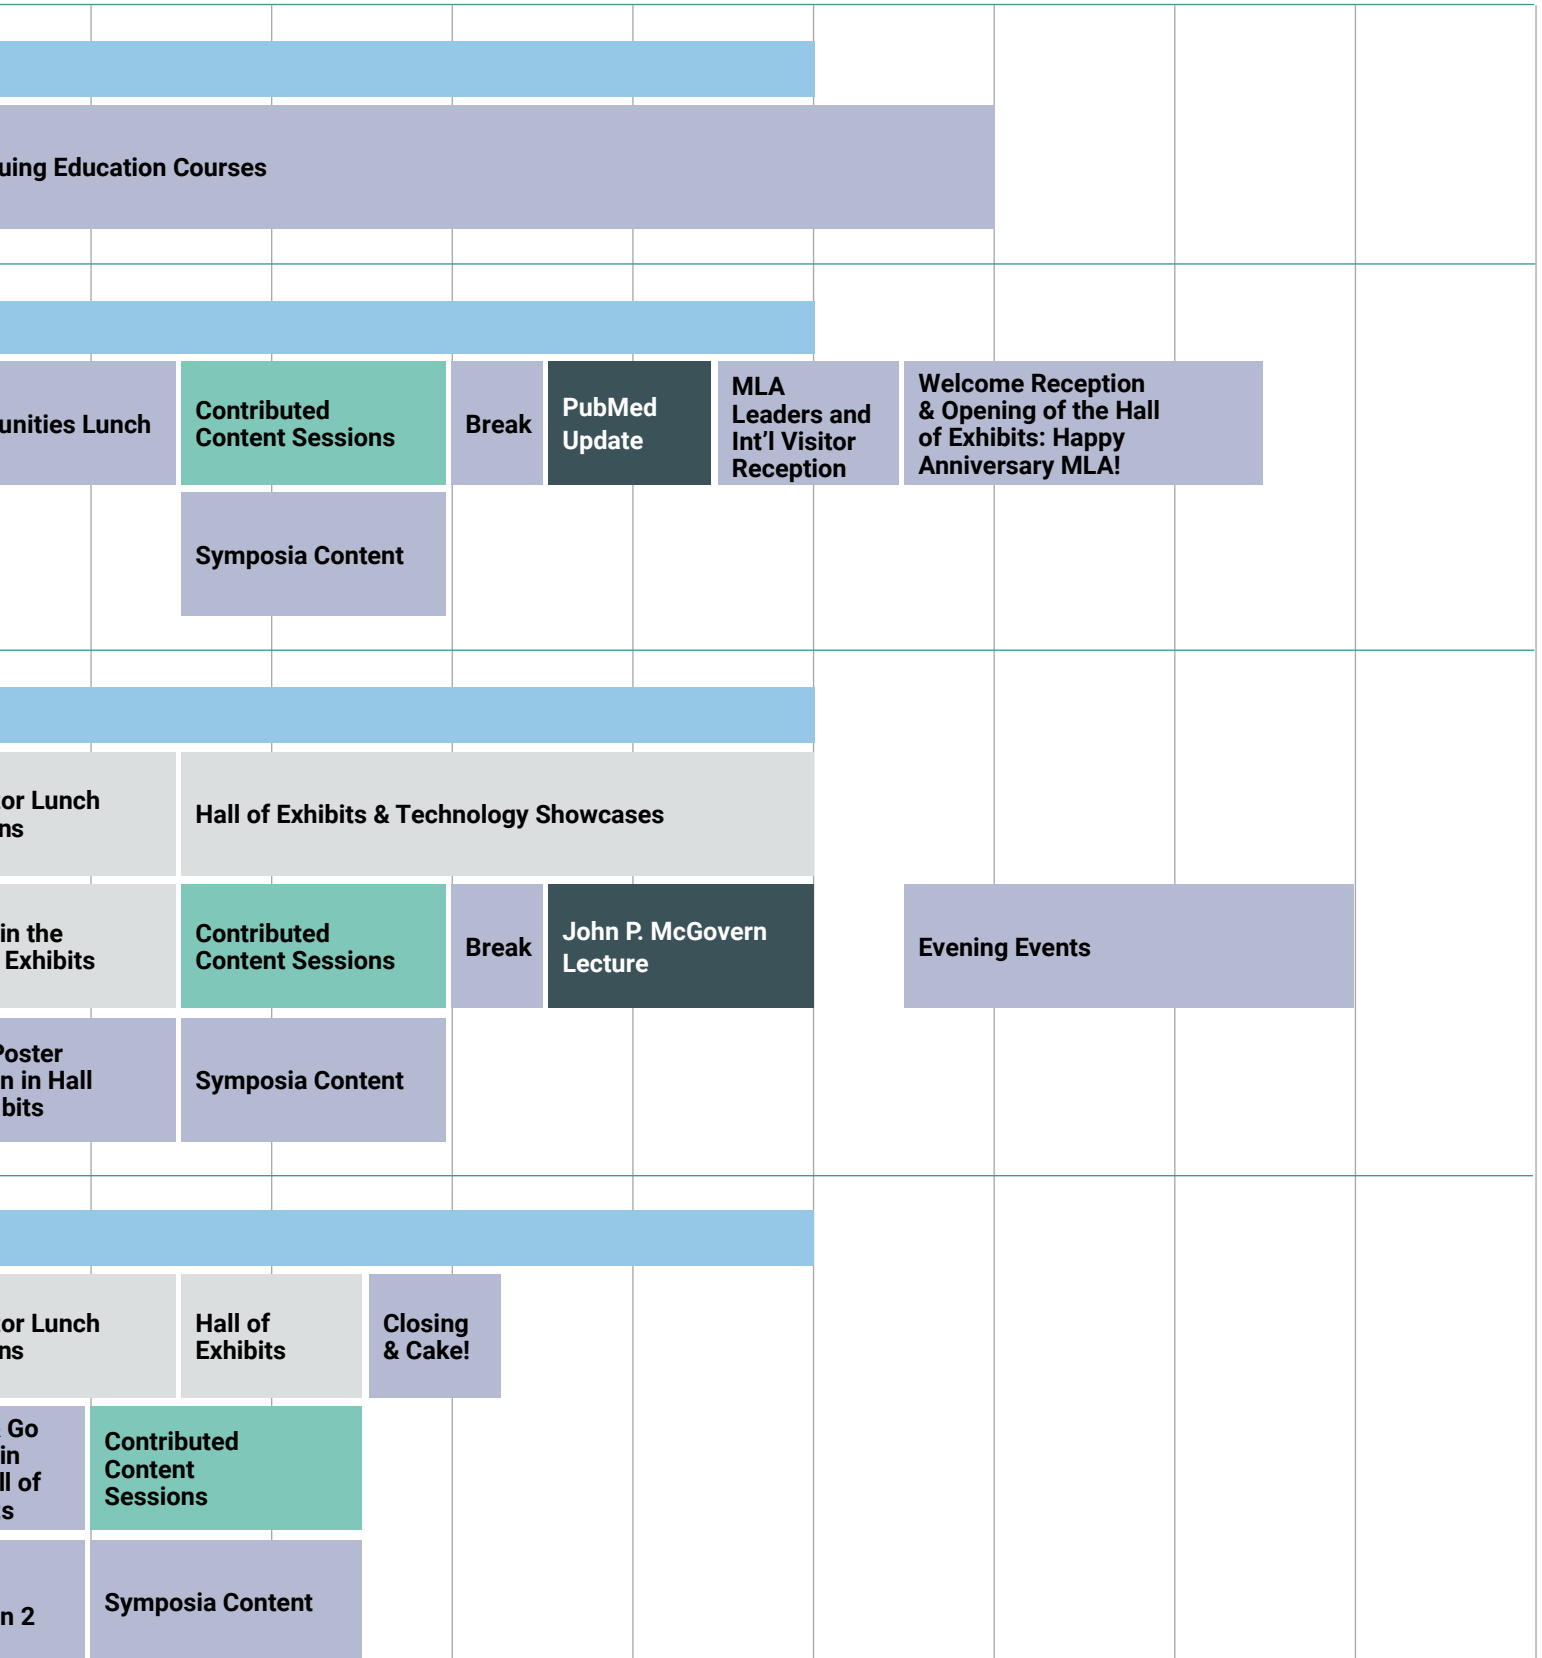 uing Education Courses
unities Lunch
Contributed
Content Sessions
Break
PubMed
Update
MLA
Leaders and
Int'l Visitor
Reception
Welcome Reception
& Opening of the Hall
of Exhibits: Happy
Anniversary MLA!
Symposia Content
or Lunch
ns
Hall of Exhibits & Technology Showcases
in the
Exhibits
Contributed
Content Sessions
Break
John P. McGovern
Lecture
Evening Events
Poster
n in Hall
bits
Symposia Content
or Lunch
ns
Hall of
Exhibits
Closing
& Cake!
Go
in
ll of
s
Contributed
Content
Sessions
n 2
Symposia Content